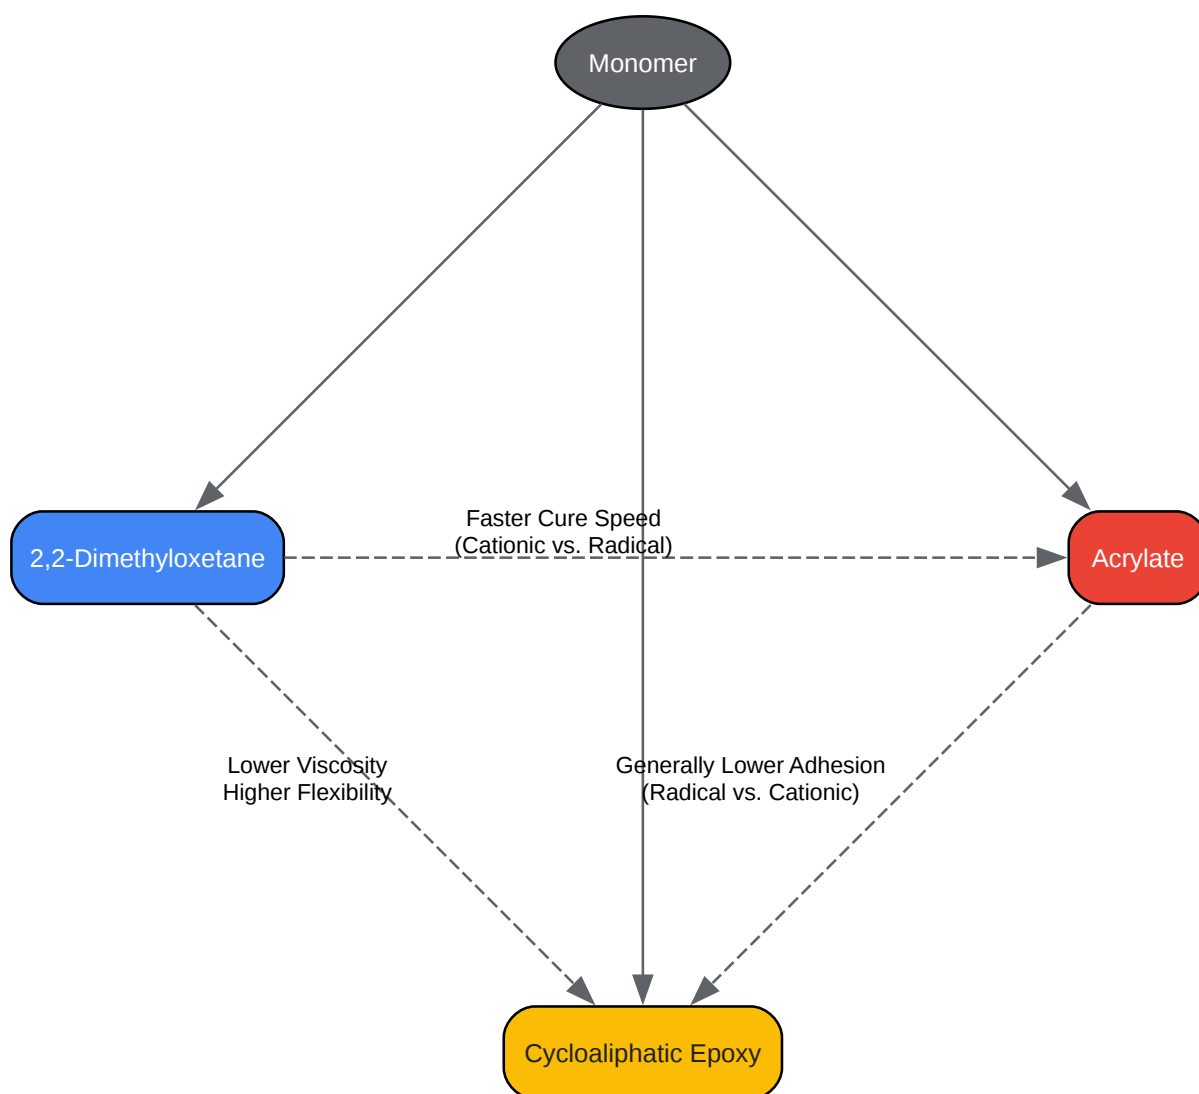 Monomer
Faster Cure Speed
(Cationic vs. Radical)
2,2-Dimethyloxetane
Acrylate
Lower Viscosity
Higher Flexibility
Generally Lower Adhesion
(Radical vs. Cationic)
Cycloaliphatic Epoxy